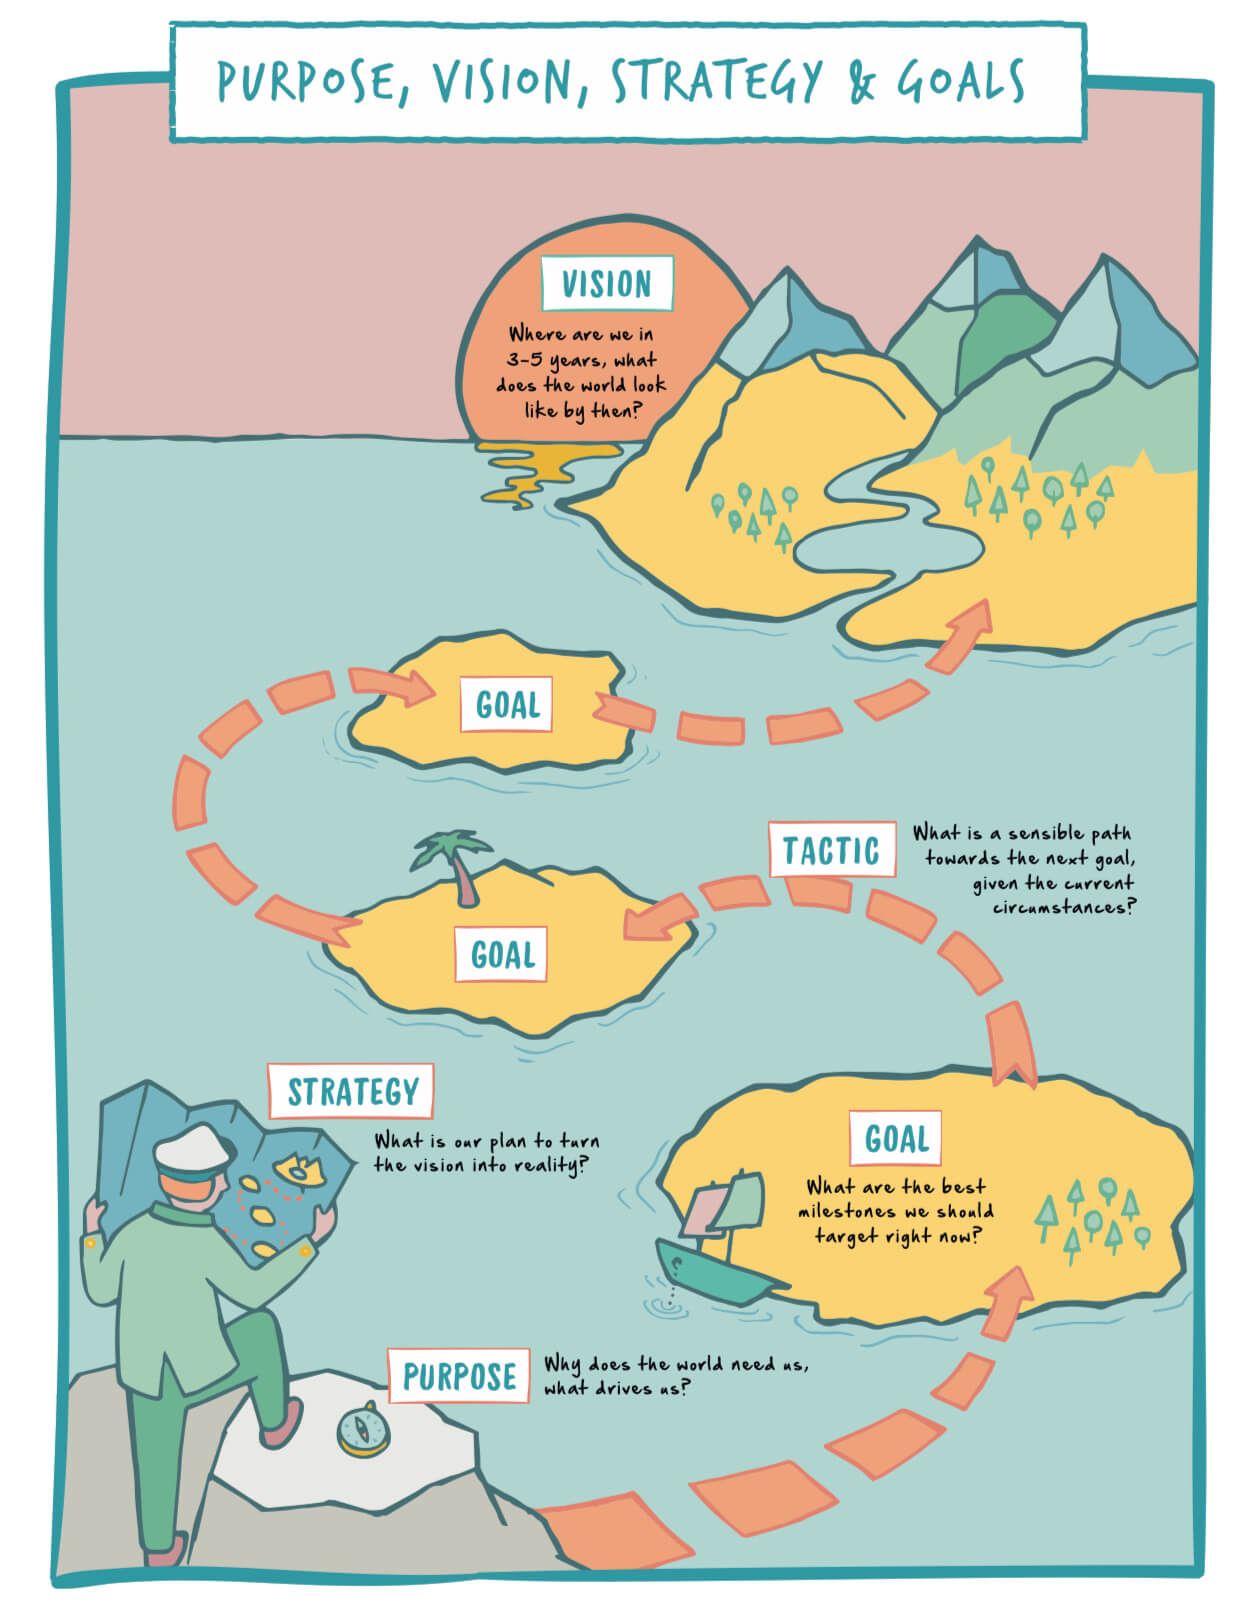 PURPOSE, VISION, STRATEGY & GOALS
VISION
Where are we in
3-5 years, what
does the world look
like by then?
GOAL
TACTIC
What is a sensible path
towards the next goal,
given the current
circumstances?
GOAL
STRATEGY
What is our plan to turn
the vision into reality?
GOAL
What are the best
milestones we should
target right now?
PURPOSE
Why does the world need us,
what drives us?